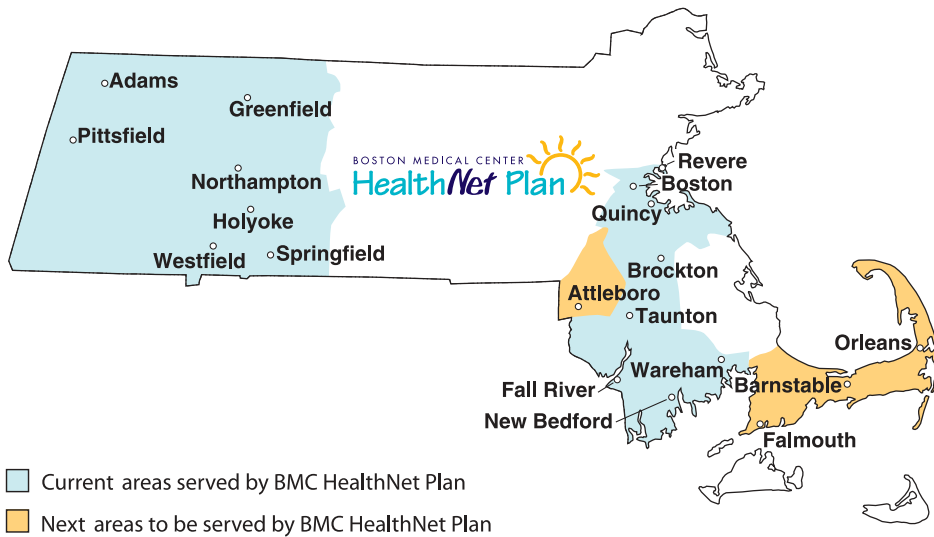 Adams
Greenfield
Pittsfield
BOSTON MEDICAL CENTER
HealthNet Plan
Revere
Boston
Northampton
Quincy
Holyoke
Westfield
Springfield
Brockton
Attleboro
Taunton
Orleans
Wareham
Barnstable
Fall River
New Bedford
Falmouth
Current areas served by BMC HealthNet Plan
Next areas to be served by BMC HealthNet Plan